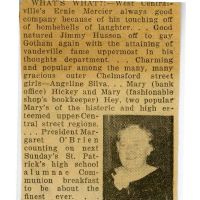 WHAT'S WHAT!:—West Centralville's
ville's Ernie Mercier always good
company because of his touching off
of bombshells of laughter. . . Good
natured Jimmy Husson off to gay
Gotham again with the attaining of
vaudeville fame uppermost in his
thoughts department. . . Charming
and popular among the many, many
gracious outer Chelmsford street
girls—Angeline Silva. . . Mary (bank
office) Hickey and Mary (fashionable
shop's bookkeeper) Hey, two popular
Mary's of the historic and high esteemed
teemed upper-Central
tral street regions.
. . . President Margaret
garet O'Brien
counting on next
Sunday's St. Patrick's
rick's high school
alumnae Communion
munion breakfast
to be about the
finest ever. . .